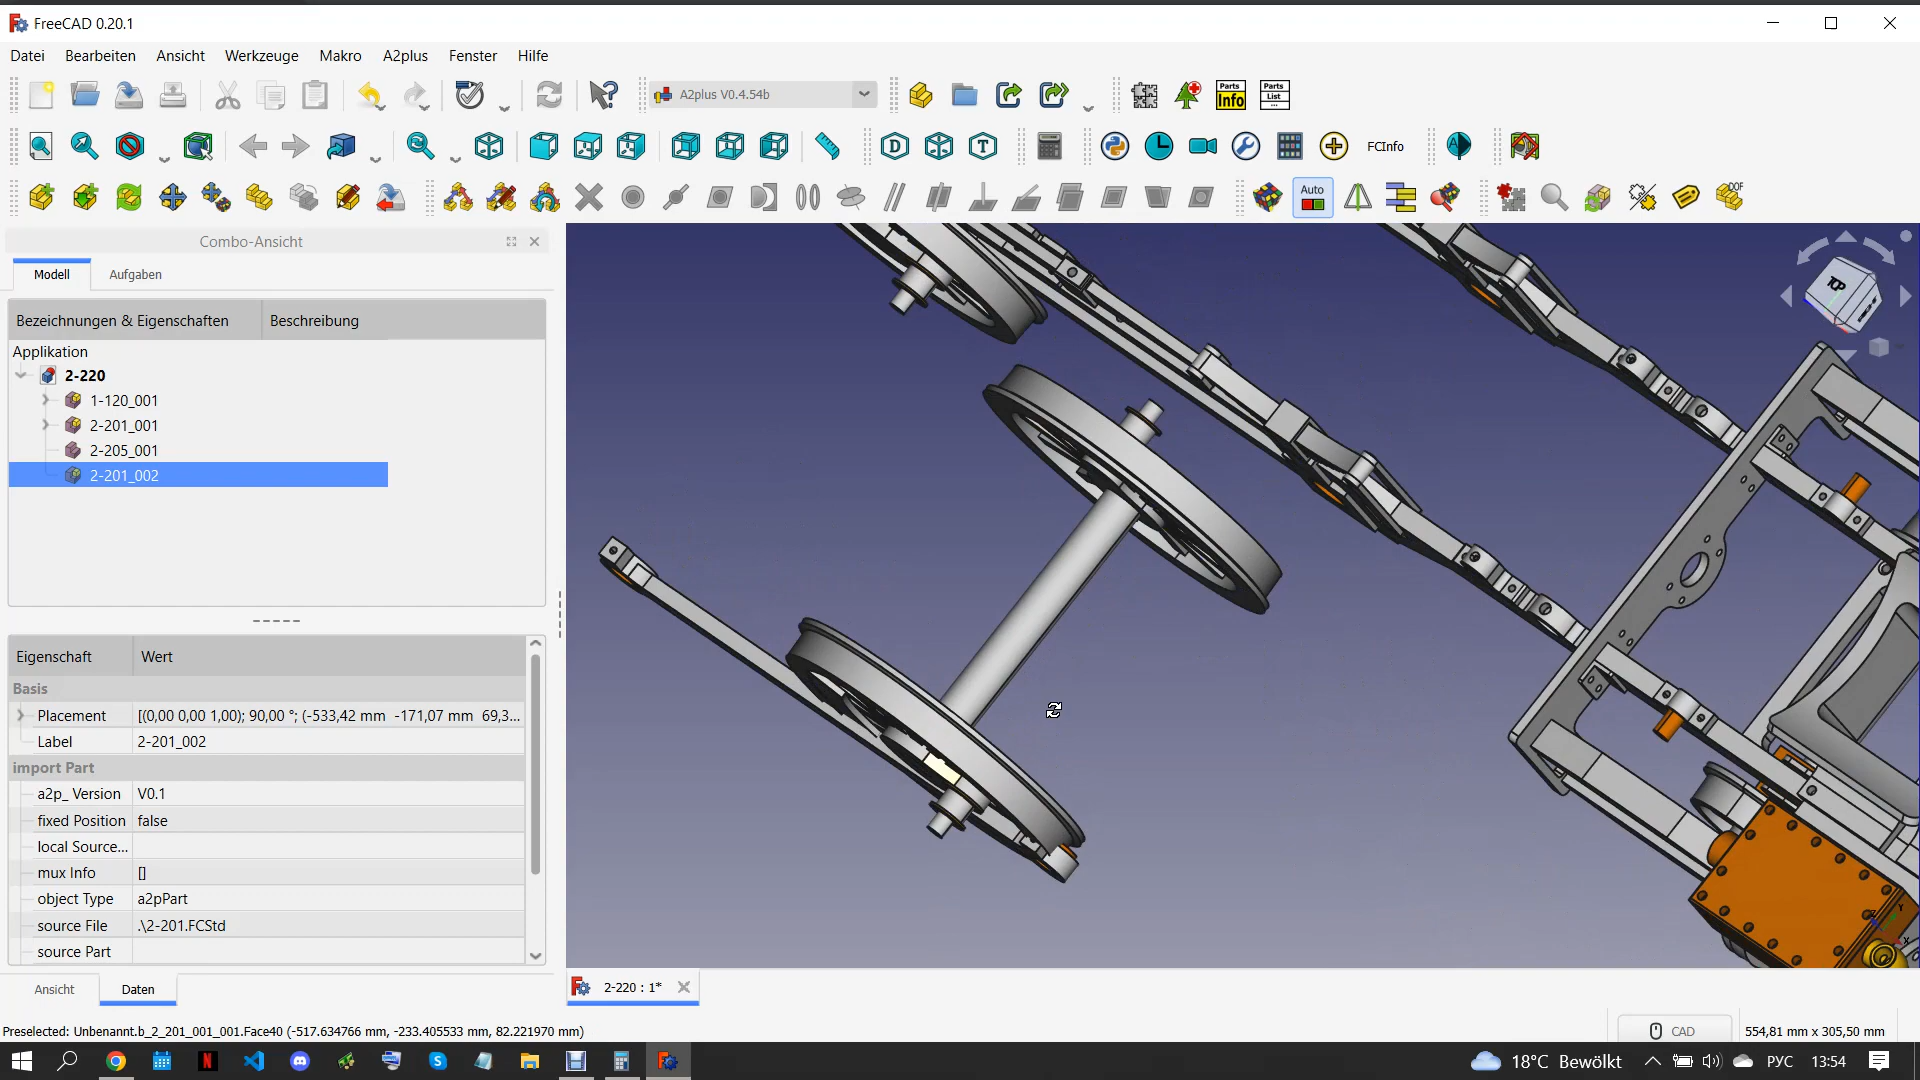 FreeCAD 0.20.1
Datei Bearbeiten Ansicht Werkzeuge Makro A2plus Fenster Hilfe
A2plus V0.4.54b
Parts Info
Parts List
D T FCInfo
Auto
DOF
Combo-Ansicht
Modell Aufgaben
Bezeichnungen & Eigenschaften Beschreibung
Applikation
2-220
1-120_001
2-201_001
2-205_001
2-201_002
Eigenschaft Wert
Basis
Placement [(0,00 0,00 1,00); 90,00 °; (-533,42 mm -171,07 mm 69,3...
Label 2-201_002
import Part
a2p_ Version V0.1
fixed Position false
local Source...
mux Info []
object Type a2pPart
source File .\2-201.FCStd
source Part
Ansicht Daten
TOP
Y
X
2-220 : 1*
Preselected: Unbenannt.b_2_201_001_001.Face40 (-517.634766 mm, -233.405533 mm, 82.221970 mm)
CAD 554,81 mm x 305,50 mm
18°C Bewölkt РУС 13:54